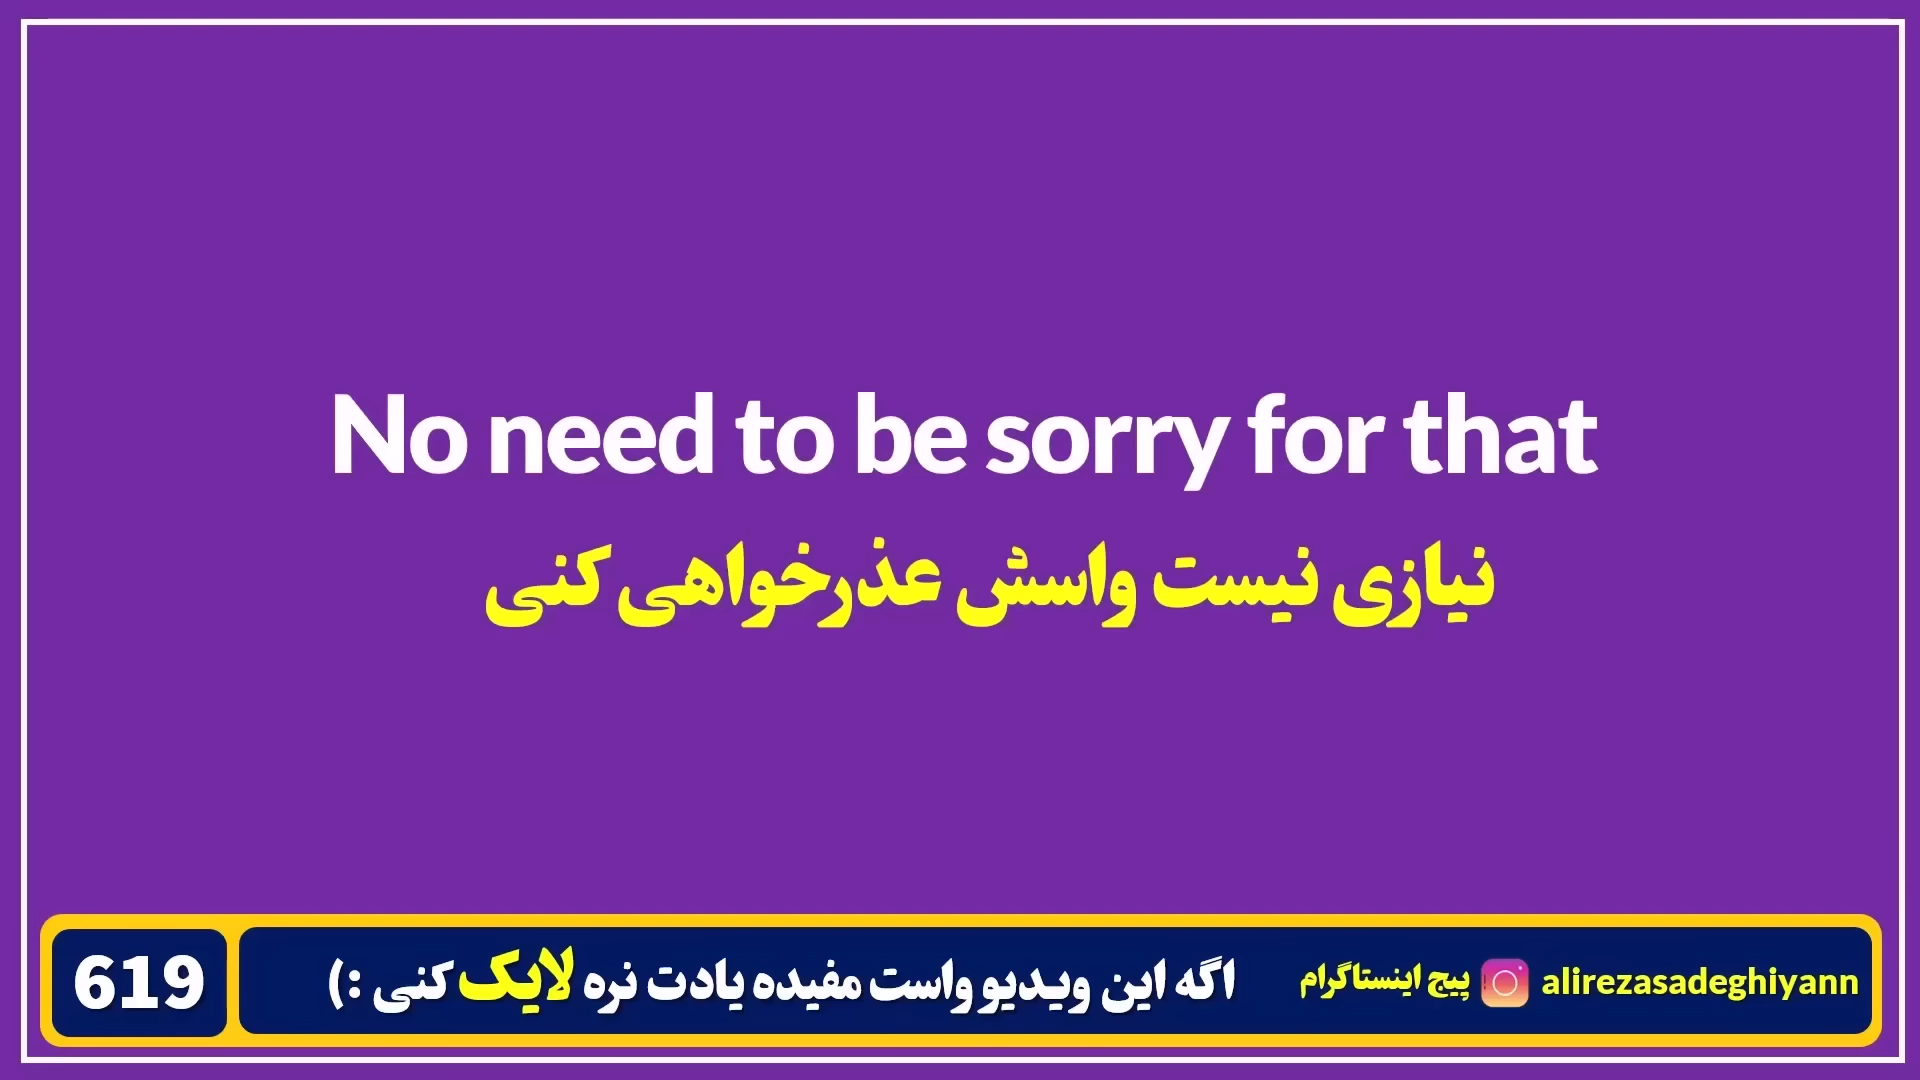 No need to be sorry for that
نیازی نیست واسش عذرخواهی کنی
619
اگه این ویدیو واست مفیده یادت نره لایک کنی :)
پیج اینستاگرام
alirezasadeghiyann